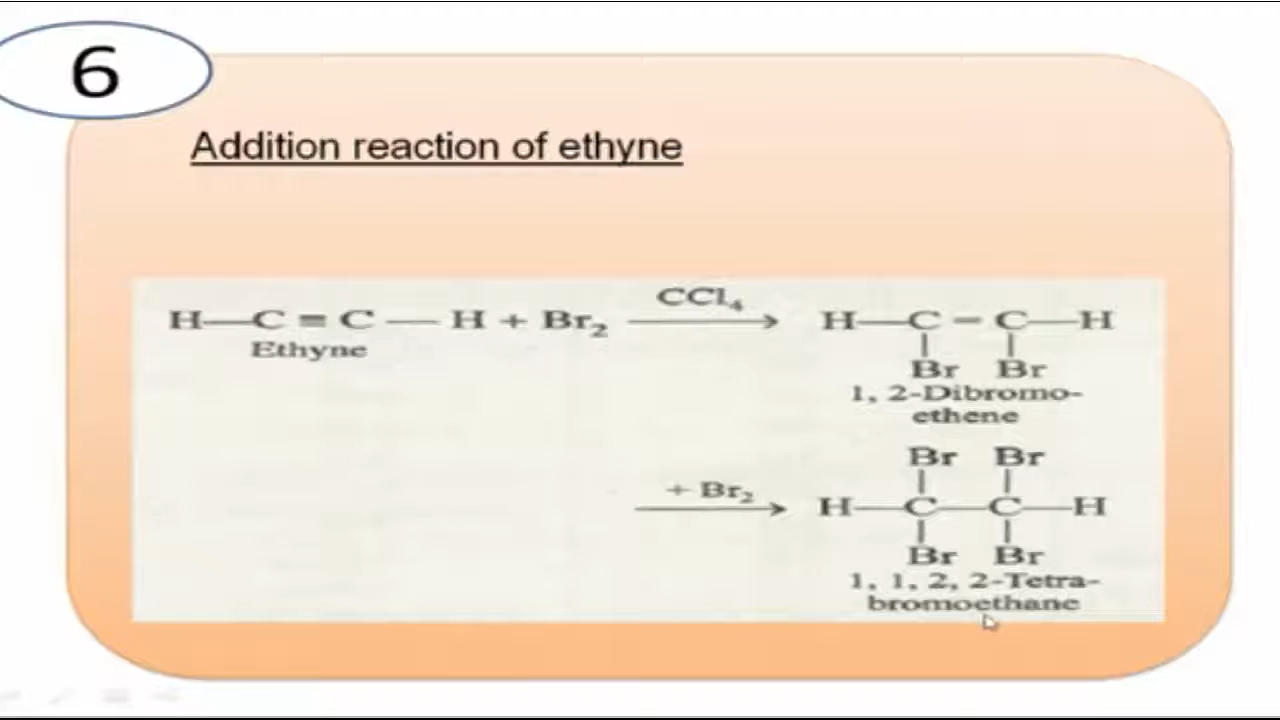 6
Addition reaction of ethyne
CCl₄
H—C≡C—H + Br₂ ⟶ H—C=C—H
Ethyne
Br Br
1, 2-Dibromo-
ethene
Br Br
+ Br₂
⟶ H—C—C—H
Br Br
1, 1, 2, 2-Tetra-
bromoethane